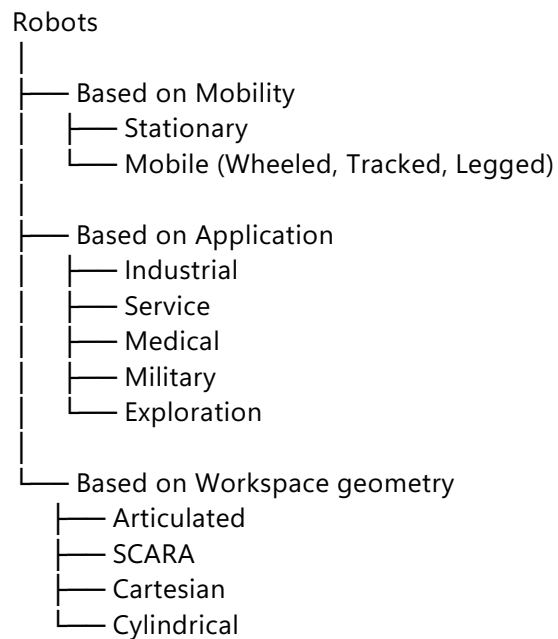 Robots
Based on Mobility
Stationary
Mobile (Wheeled, Tracked, Legged)
Based on Application
Industrial
Service
Medical
Military
Exploration
Based on Workspace geometry
Articulated
SCARA
Cartesian
Cylindrical